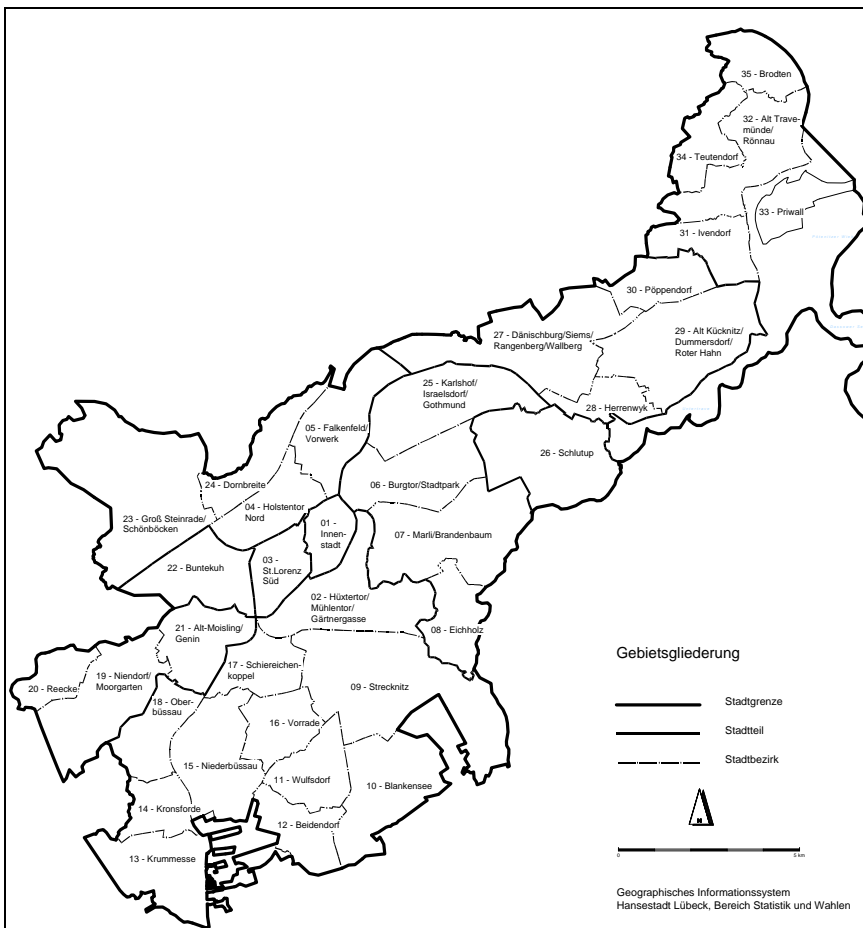 35 - Brodten
32 - Alt Trave-
münde/
Rönnau
34 - Teutendorf
33 - Priwall
31 - Ivendorf
30 - Pöppendorf
27 - Dänischburg/Siems/
Rangenberg/Wallberg
29 - Alt Kücknitz/
Dummersdorf/
Roter Hahn
25 - Karlshof/
Israelsdorf/
Gothmund
28 - Herrenwyk
05 - Falkenfeld/
Vorwerk
26 - Schlutup
24 - Dornbreite
06 - Burgtor/Stadtpark
04 - Holstentor
Nord
23 - Groß Steinrade/
Schönböcken
01 -
Innen-
stadt
07 - Marli/Brandenbaum
03 -
St.Lorenz
Süd
22 - Buntekuh
02 - Hüxtertor/
Mühlentor/
Gärtnergasse
21 - Alt-Moisling/
Genin
08 - Eichholz
17 - Schiereichen-
koppel
19 - Niendorf/
Moorgarten
20 - Reecke
09 - Strecknitz
18 - Ober-
büssau
16 - Vorrade
15 - Niederbüssau
11 - Wulfsdorf
10 - Blankensee
14 - Kronsforde
12 - Beidendorf
13 - Krummesse
Gebietsgliederung
Stadtgrenze
Stadtteil
Stadtbezirk
N
0 5 km
Geographisches Informationssystem
Hansestadt Lübeck, Bereich Statistik und Wahlen